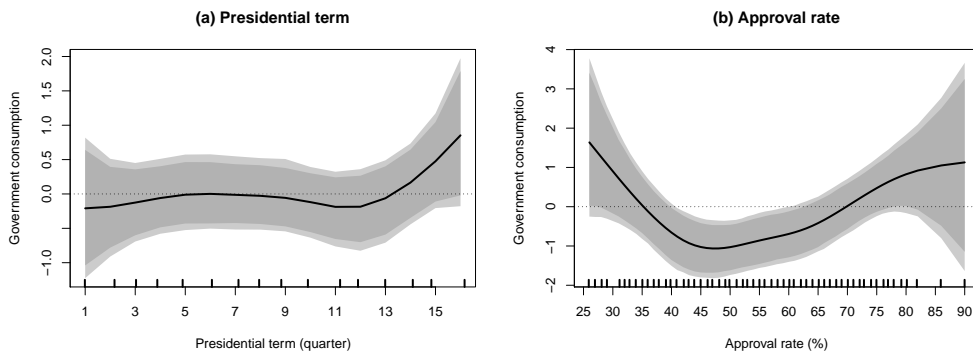 (a) Presidential term
Government consumption
2.0
1.5
1.0
0.5
0.0
−1.0
1 3 5 7 9 11 13 15
Presidential term (quarter)
(b) Approval rate
Government consumption
4
3
2
1
0
−1
−2
25 30 35 40 45 50 55 60 65 70 75 80 85 90
Approval rate (%)